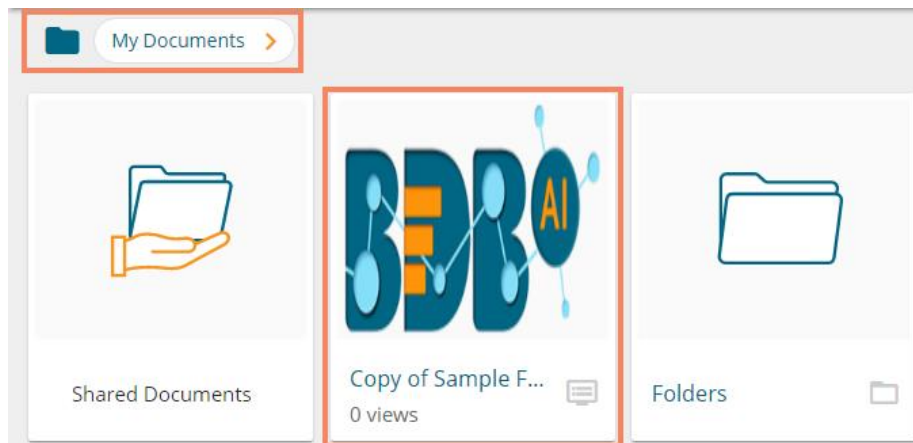 My Documents
BDB
AI
Shared Documents
Copy of Sample F...
0 views
Folders